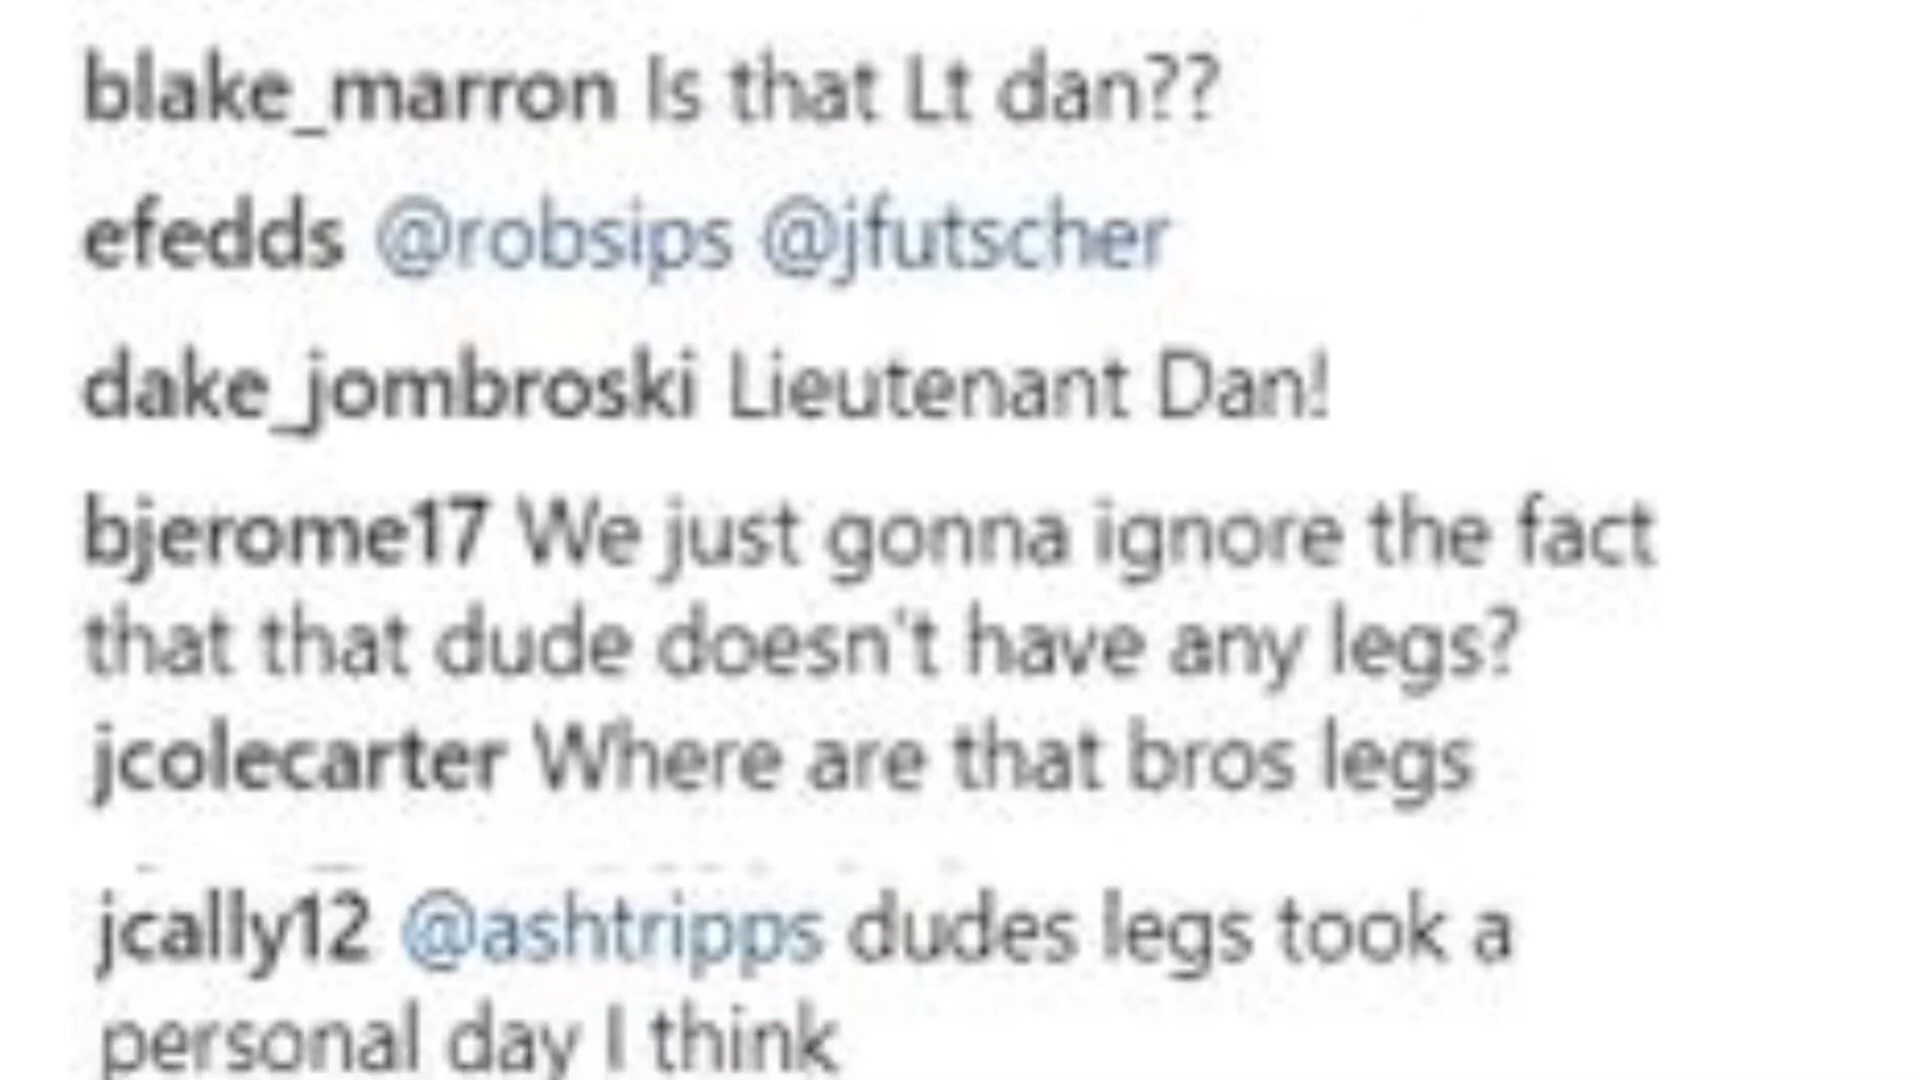 blake_marron Is that Lt dan??
efedds @robsips @jfutscher
dake_jombroski Lieutenant Dan!
bjerome17 We just gonna ignore the fact
that that dude doesn't have any legs?
jcolecarter Where are that bros legs
jcally12 @ashtripps dudes legs took a
personal day I think